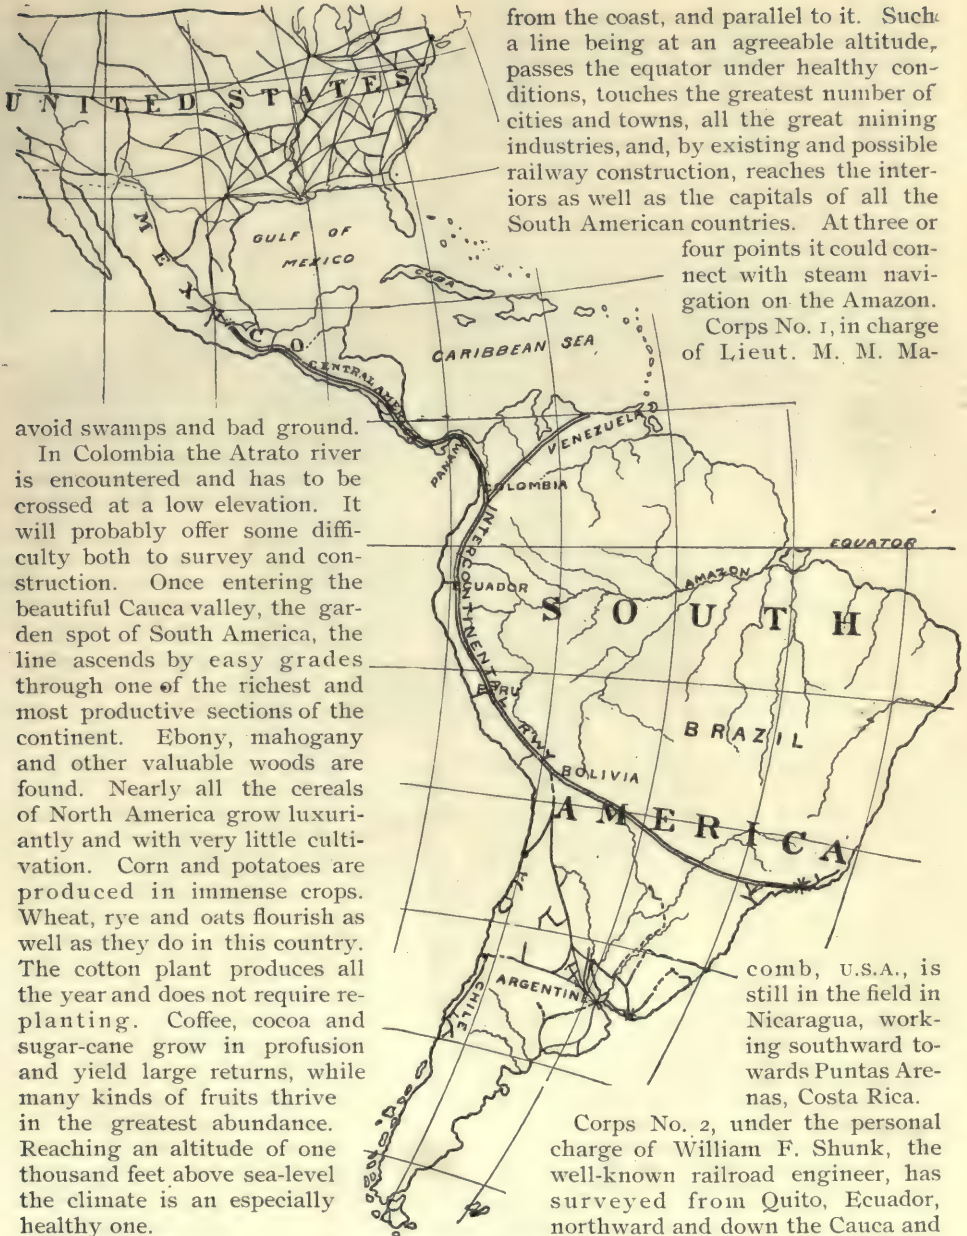 avoid swamps and bad ground.
In Colombia the Atrato river
is encountered and has to be
crossed at a low elevation. It
will probably offer some diffi-
culty both to survey and con-
struction. Once entering the
beautiful Cauca valley, the gar-
den spot of South America, the
line ascends by easy grades
through one of the richest and
most productive sections of the
continent. Ebony, mahogany
and other valuable woods are
found. Nearly all the cereals
of North America grow luxuri-
antly and with very little culti-
vation. Corn and potatoes are
produced in immense crops.
Wheat, rye and oats flourish as
well as they do in this country.
The cotton plant produces all
the year and does not require re-
planting. Coffee, cocoa and
sugar-cane grow in profusion
and yield large returns, while
many kinds of fruits thrive
in the greatest abundance.
Reaching an altitude of one
thousand feet above sea-level
the climate is an especially
healthy one.
from the coast, and parallel to it. Such
a line being at an agreeable altitude,
passes the equator under healthy con-
ditions, touches the greatest number of
cities and towns, all the great mining
industries, and, by existing and possible
railway construction, reaches the inter-
iors as well as the capitals of all the
South American countries. At three or
four points it could con-
nect with steam navi-
gation on the Amazon.
Corps No. 1, in charge
of Lieut. M. M. Ma-
comb, U.S.A., is
still in the field in
Nicaragua, work-
ing southward to-
wards Puntas Are-
nas, Costa Rica.
Corps No. 2, under the personal
charge of William F. Shunk, the
well-known railroad engineer, has
surveyed from Quito, Ecuador,
northward and down the Cauca and
UNITED STATES
MEXICO
GULF OF
MEXICO
CUBA
CARIBBEAN SEA
CENTRAL AMERICA
PANAMA
VENEZUELA
COLOMBIA
INTERCONTINENTAL RWY
EQUATOR
ECUADOR
AMAZON
SOUTH
PERU
BRAZIL
BOLIVIA
AMERICA
ARGENTINE
CHILE